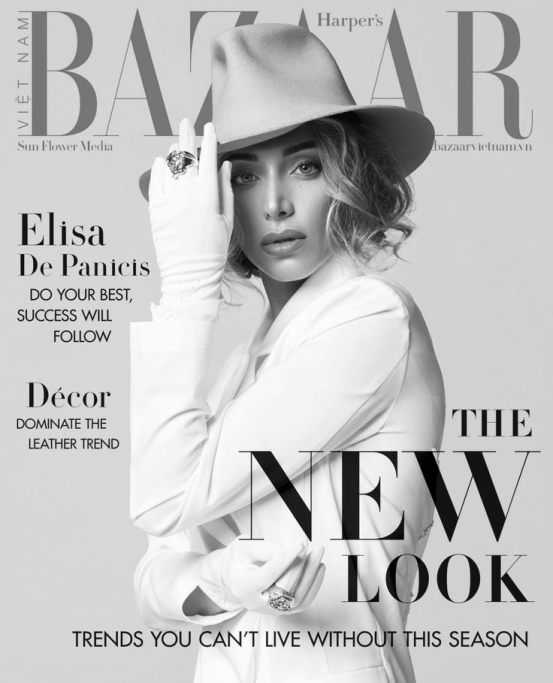 Harper's
BAZAAR
VIỆT NAM
Sun Flower Media
bazaarvietnam.vn
Elisa
De Panicis
DO YOUR BEST,
SUCCESS WILL
FOLLOW
Décor
DOMINATE THE
LEATHER TREND
THE
NEW
LOOK
TRENDS YOU CAN'T LIVE WITHOUT THIS SEASON